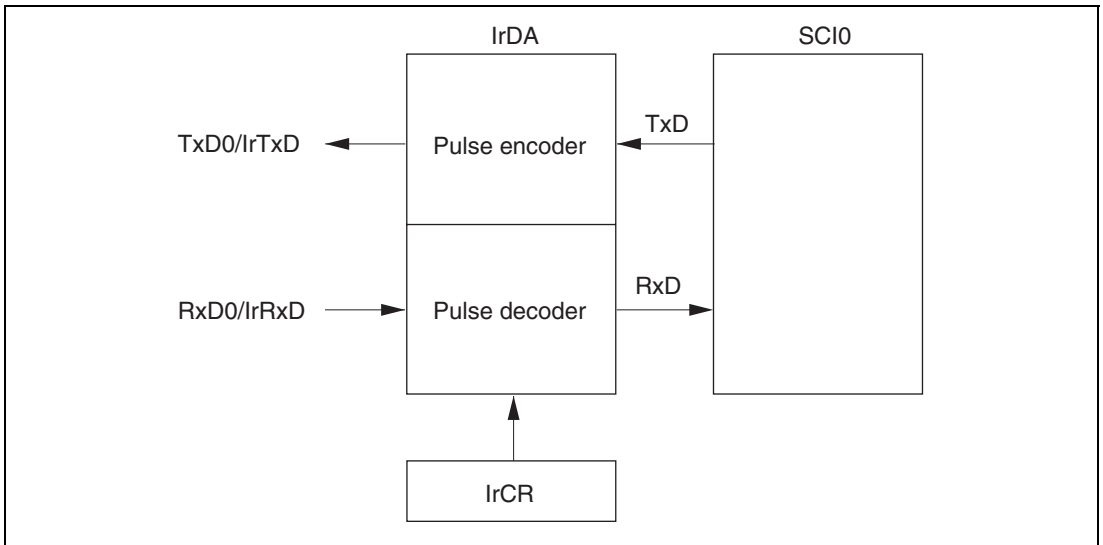 IrDA
SCI0
TxD0/IrTxD
Pulse encoder
TxD
RxD0/IrRxD
Pulse decoder
RxD
IrCR